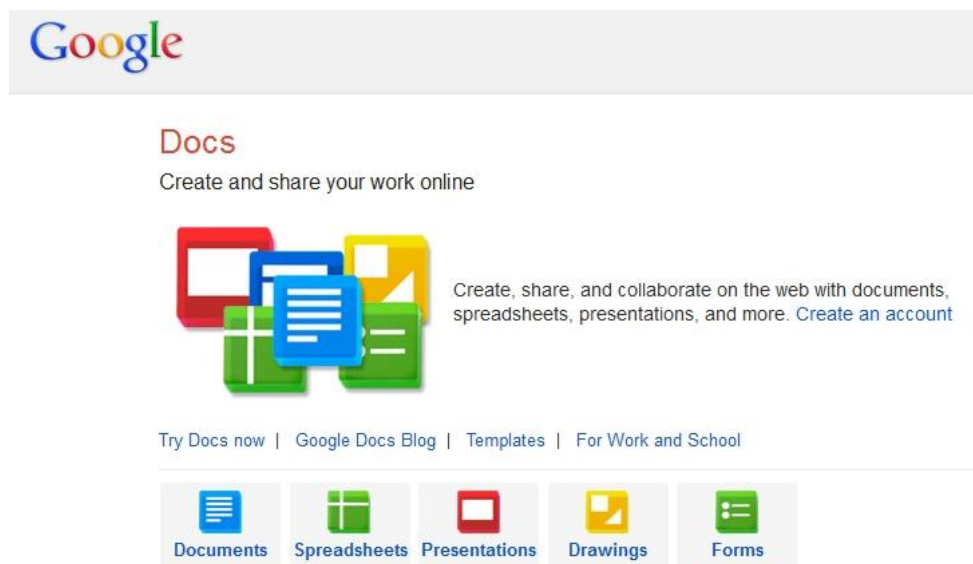 Google
Docs
Create and share your work online
Create, share, and collaborate on the web with documents,
spreadsheets, presentations, and more. Create an account
Try Docs now | Google Docs Blog | Templates | For Work and School
Documents Spreadsheets Presentations Drawings Forms